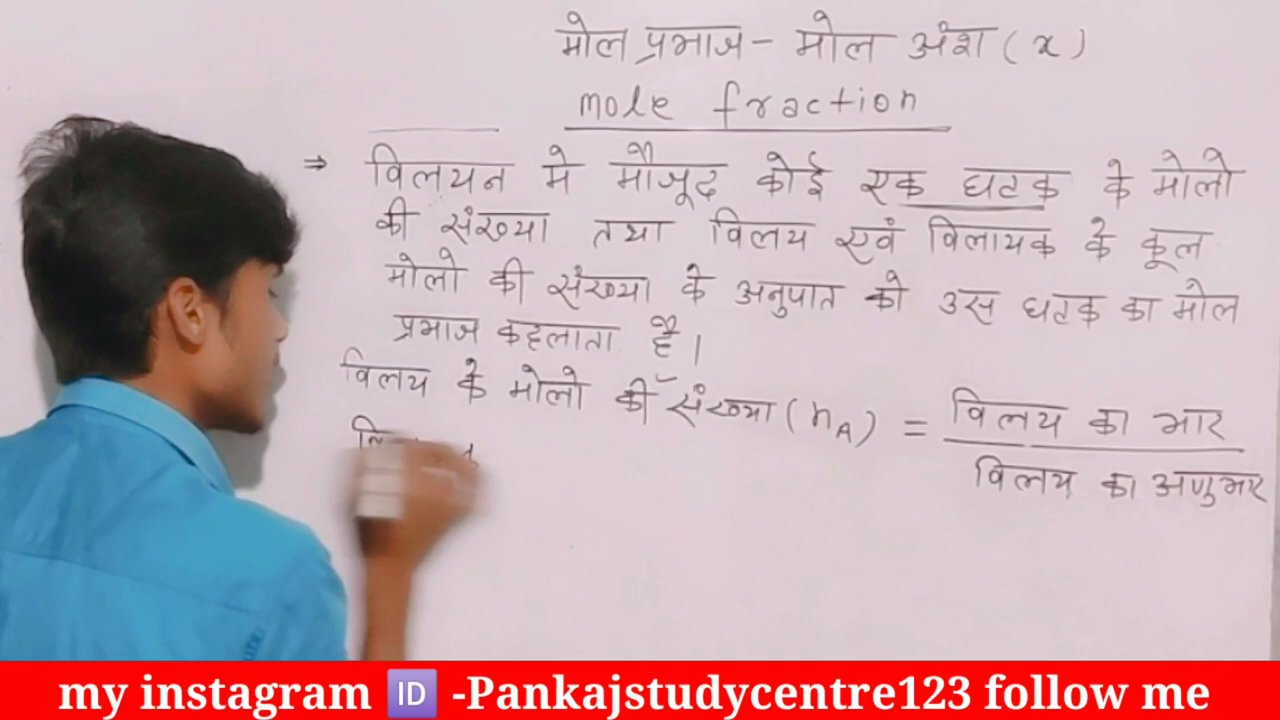 मोल प्रभाज - मोल अंश (x)
mole fraction
⇒ विलयन मे मौजूद कोई एक घटक के मोलो
की संख्या तथा विलय एवं विलायक के कूल
मोलो की संख्या के अनुपात को उस घटक का मोल
प्रभाज कहलाता है।
विलय के मोलो की संख्या (nA) = विलय का भार
विलय का अणुभार
my instagram 🆔 -Pankajstudycentre123 follow me